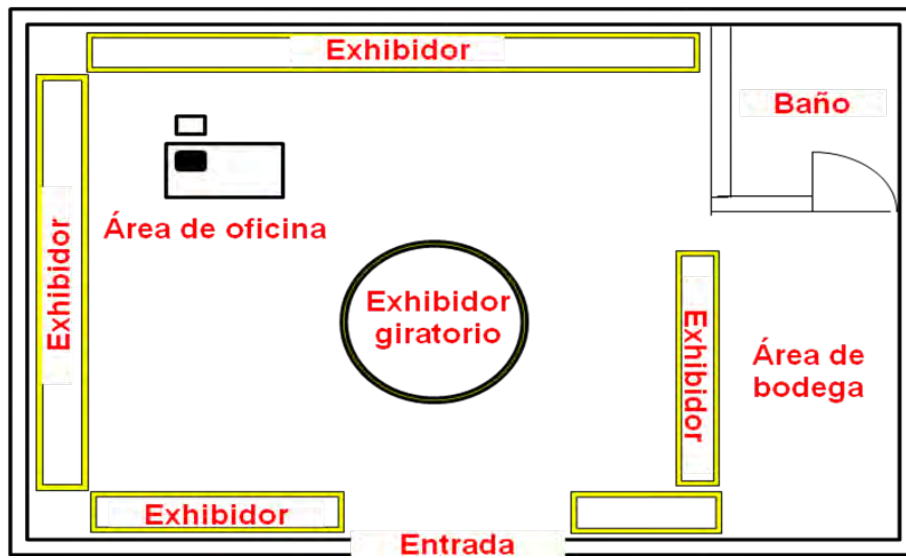 Exhibidor
Baño
Exhibidor
Área de oficina
Exhibidor
giratorio
Exhibidor
Área de
bodega
Exhibidor
Entrada